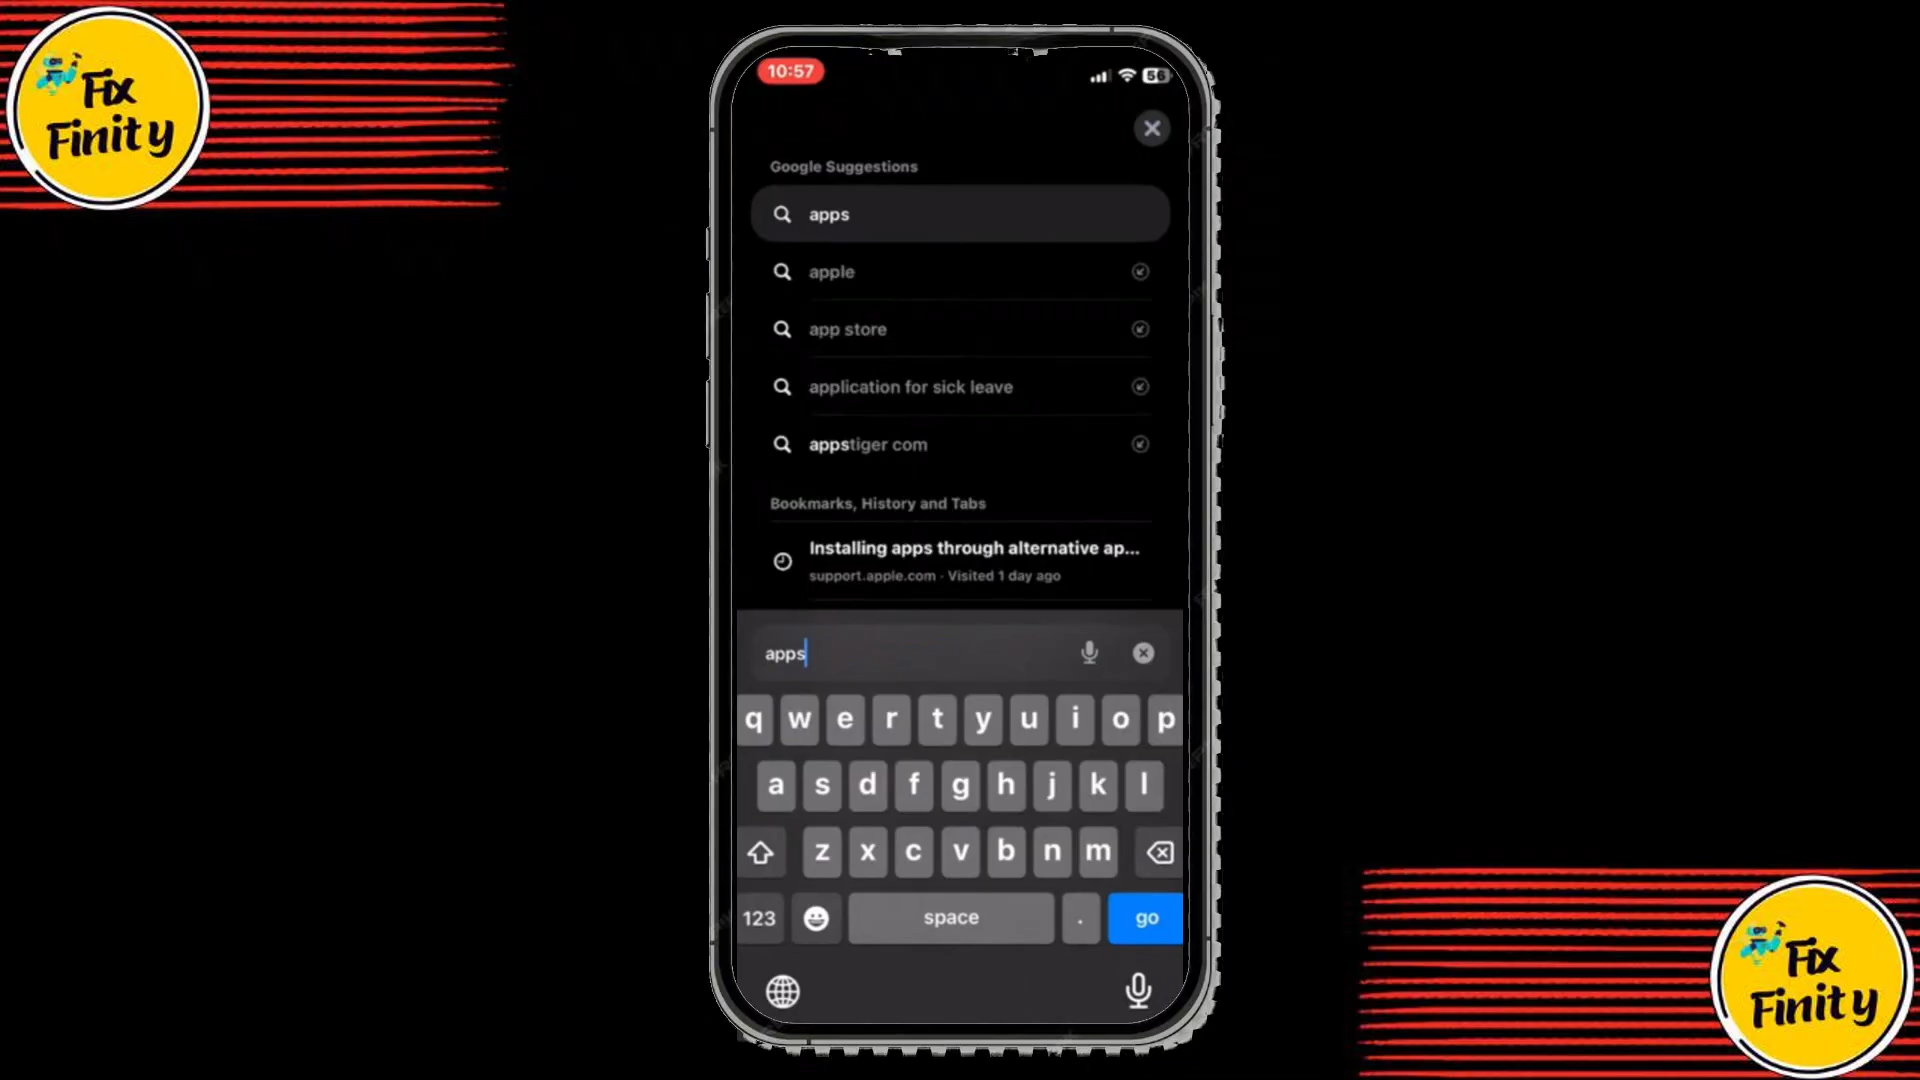 Fix
Finity
10:57
56
Google Suggestions
apps
apple
app store
application for sick leave
appstiger com
Bookmarks, History and Tabs
Installing apps through alternative ap...
support.apple.com · Visited 1 day ago
apps
q w e r t y u i o p
a s d f g h j k l
z x c v b n m
123 space . go
Fix
Finity